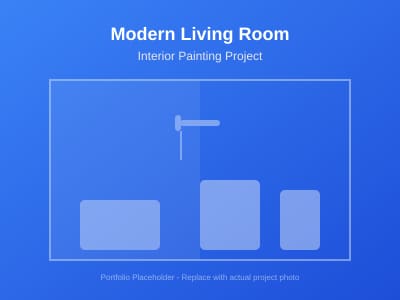 Modern Living Room
Interior Painting Project
Portfolio Placeholder - Replace with actual project photo